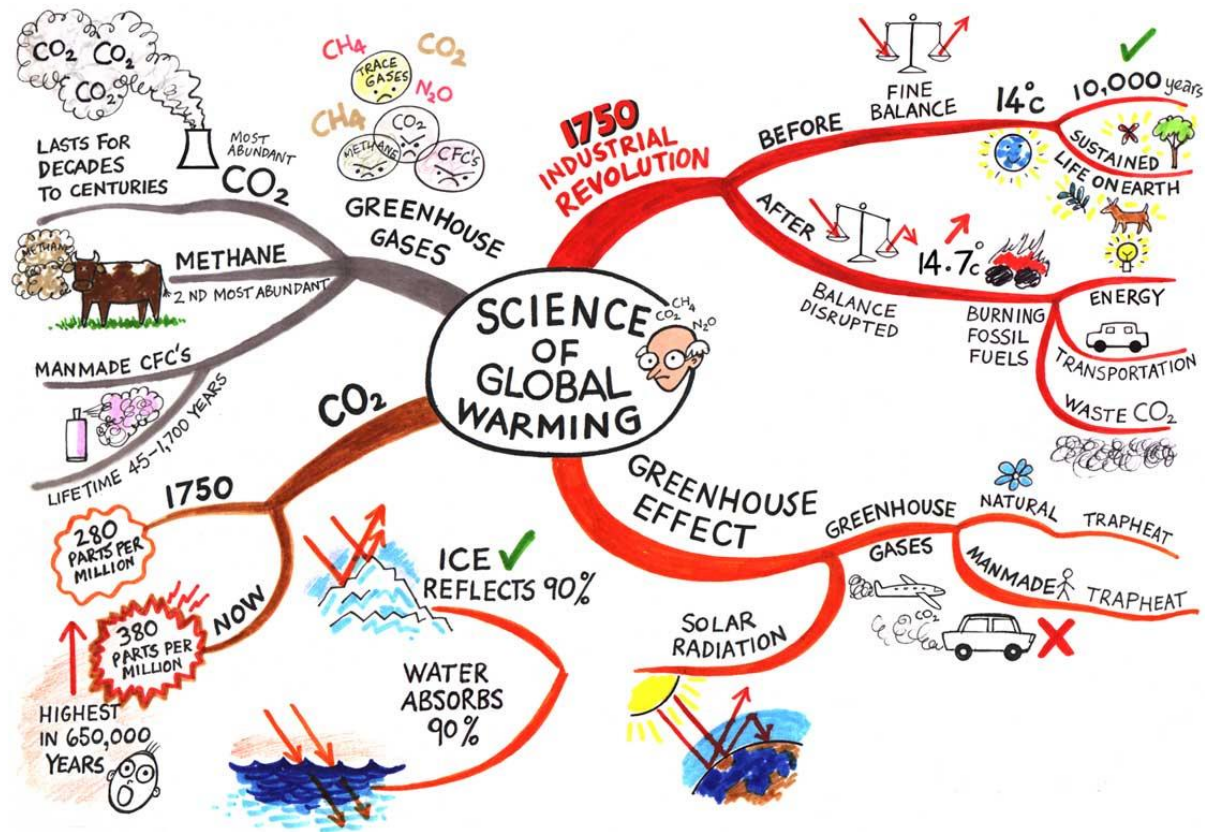 SCIENCE
OF
GLOBAL
WARMING
CO₂
CH4
N₂O
1750
INDUSTRIAL
REVOLUTION
BEFORE
FINE
BALANCE
14°C
10,000 years
SUSTAINED
LIFE ON EARTH
AFTER
BALANCE
DISRUPTED
14.7°C
BURNING
FOSSIL
FUELS
ENERGY
TRANSPORTATION
WASTE CO₂
GREENHOUSE
EFFECT
GREENHOUSE
GASES
NATURAL
TRAPHEAT
MANMADE
TRAPHEAT
CO₂
SOLAR
RADIATION
ICE
REFLECTS 90%
WATER
ABSORBS
90%
CO₂
1750
280
PARTS PER
MILLION
NOW
380
PARTS PER
MILLION
HIGHEST
IN 650,000
YEARS
GREENHOUSE
GASES
CH4
CO₂
TRACE
GASES
N₂O
CH4
CO₂
METHANE
CFC'S
CO₂
CO₂
CO₂
MOST
ABUNDANT
CO₂
LASTS FOR
DECADES
TO CENTURIES
METHANE
METHANE
2ND MOST ABUNDANT
MANMADE CFC'S
LIFETIME 45-1,700 YEARS